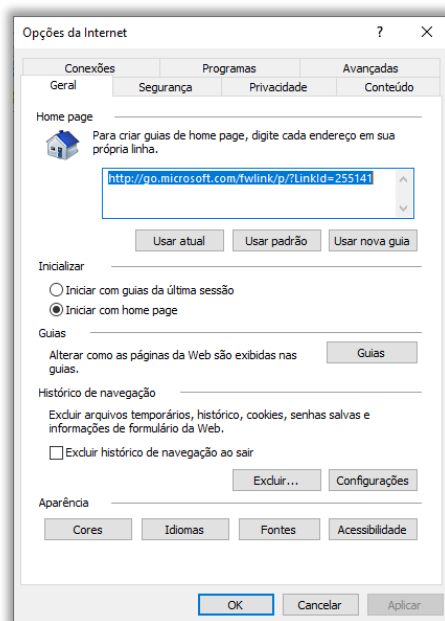 Opções da Internet
?
Conexões Programas Avançadas
Geral Segurança Privacidade Conteúdo
Home page
Para criar guias de home page, digite cada endereço em sua
própria linha.
http://go.microsoft.com/fwlink/p/?LinkId=255141
Usar atual Usar padrão Usar nova guia
Inicializar
Iniciar com guias da última sessão
Iniciar com home page
Guias
Alterar como as páginas da Web são exibidas nas
guias.
Guias
Histórico de navegação
Excluir arquivos temporários, histórico, cookies, senhas salvas e
informações de formulário da Web.
Excluir histórico de navegação ao sair
Excluir... Configurações
Aparência
Cores Idiomas Fontes Acessibilidade
OK Cancelar Aplicar